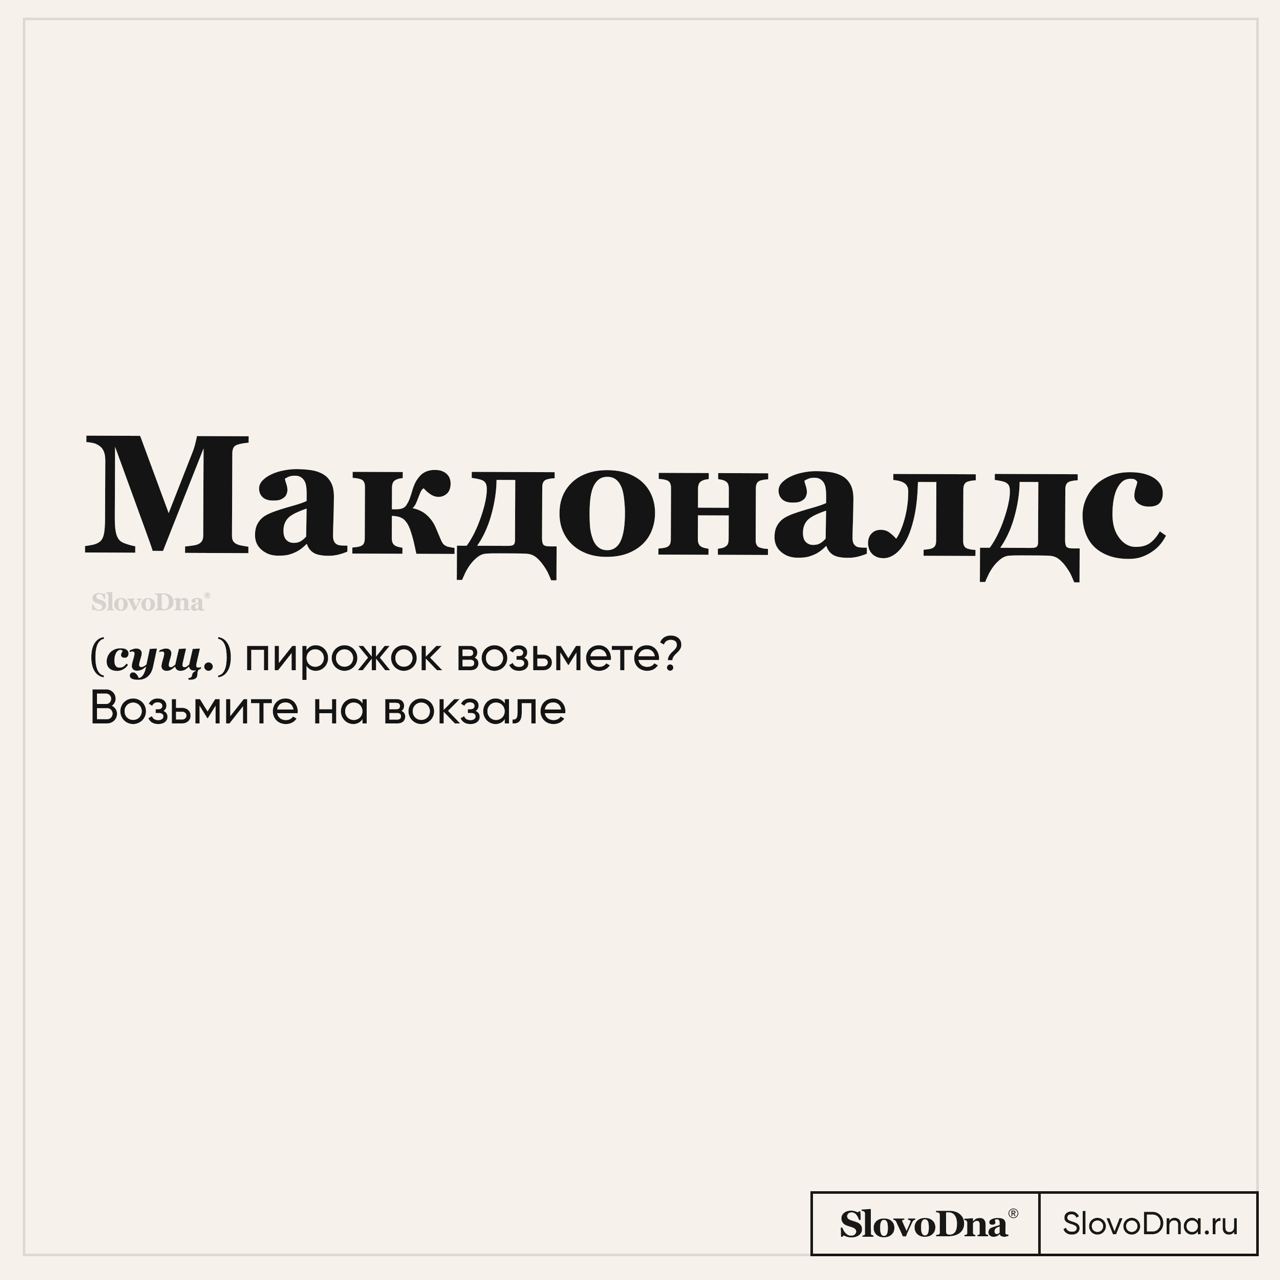 Макдоналдс
SlovoDna®
(сущ.) пирожок возьмете?
Возьмите на вокзале
SlovoDna® SlovoDna.ru